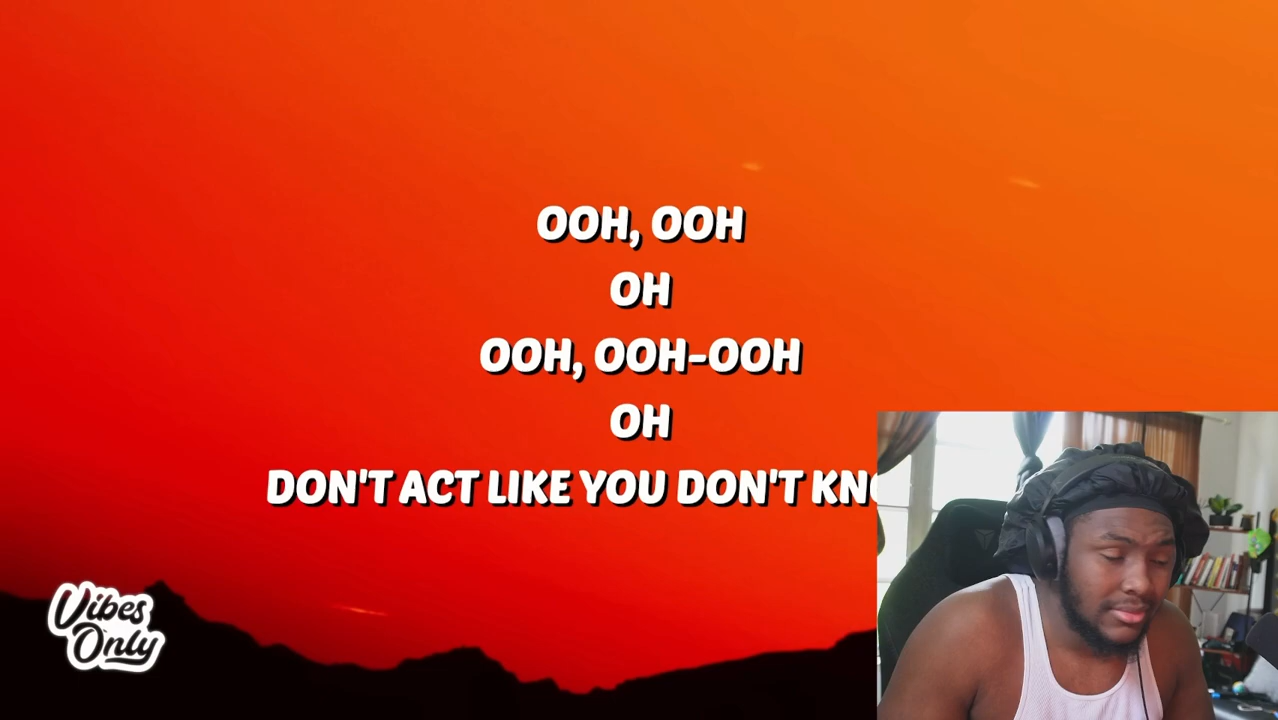 OOH, OOH
OH
OOH, OOH-OOH
OH
DON'T ACT LIKE YOU DON'T
Vibes
Only